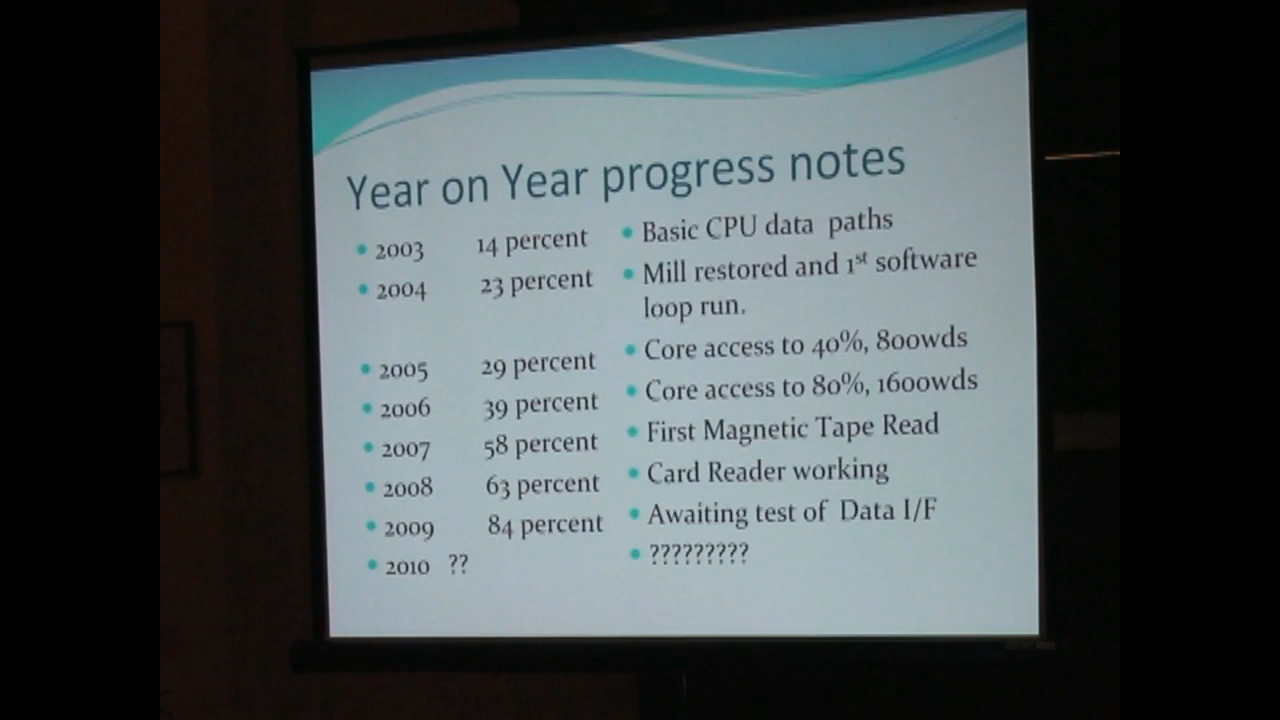 Year on Year progress notes
• 2003 14 percent • Basic CPU data paths
• 2004 23 percent • Mill restored and 1st software
loop run.
• 2005 29 percent • Core access to 40%, 800wds
• 2006 39 percent • Core access to 80%, 1600wds
• 2007 58 percent • First Magnetic Tape Read
• 2008 63 percent • Card Reader working
• 2009 84 percent • Awaiting test of Data I/F
• 2010 ?? • ?????????